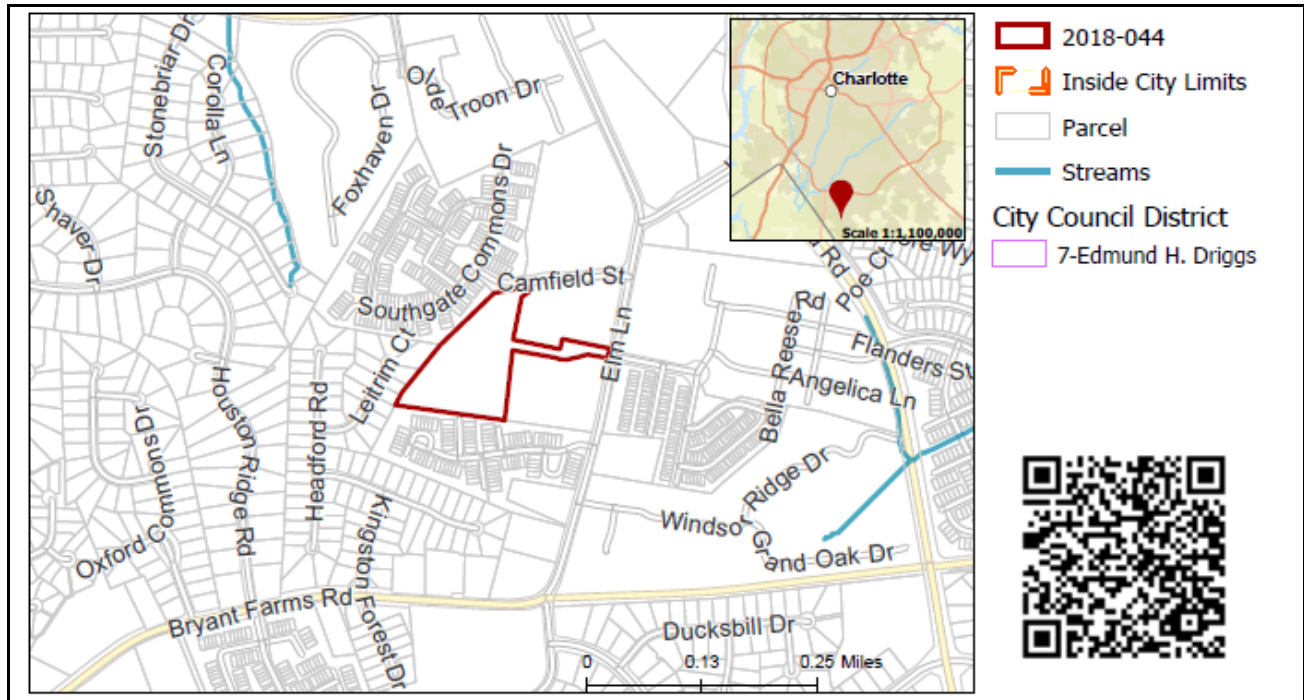 Stonebriar Dr
Corolla Ln
Shaver Dr
Foxhaven Dr
Olde
Troon Dr
Southgate Commons Dr
Camfield St
Leitrim Ct
Elm Ln
Headford Rd
Houston Ridge Rd
Oxford Commons Dr
Kingston Forest Dr
Bryant Farms Rd
Windsor Ridge Dr
Grand Oak Dr
Ducksbill Dr
Bella Reese Rd
Angelica Ln
Flanders St
Poe Ct
Rd
Wy
Charlotte
Scale 1:1,100,000
0 0.13 0.25 Miles
2018-044
Inside City Limits
Parcel
Streams
City Council District
7-Edmund H. Driggs